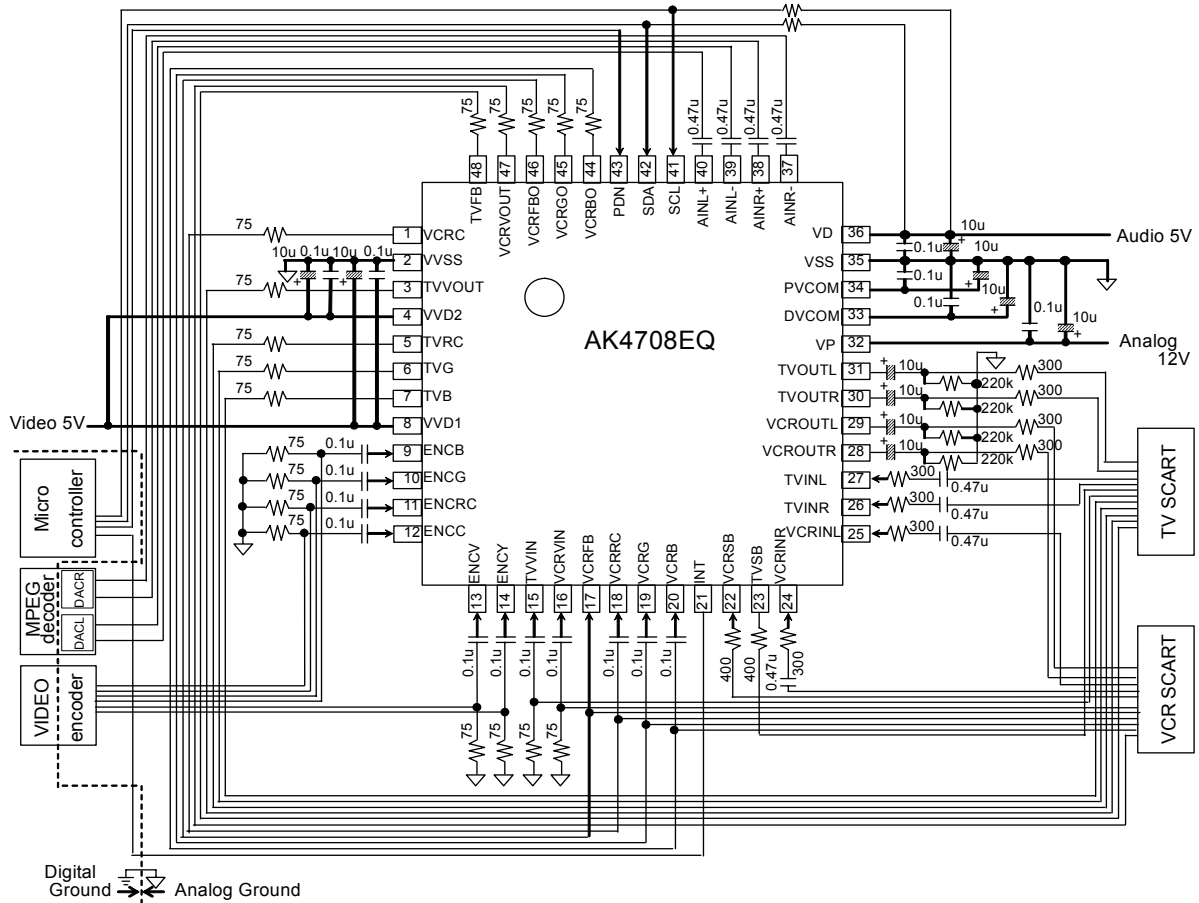 75
75
75
75
75
0.47u
0.47u
0.47u
0.47u
48
47
46
45
44
43
42
41
40
39
38
37
TVFB
VCRVOUT
VCRFBO
VCRGO
VCRBO
PDN
SDA
SCL
AINL+
AINL-
AINR+
AINR-
AK4708EQ
75
1 VCRC
10u 0.1u 10u 0.1u
2 VVSS
+
+
75
3 TVVOUT
4 VVD2
75
5 TVRC
75
6 TVG
75
7 TVB
Video 5V
8 VVD1
75
0.1u
9 ENCB
75
0.1u
10 ENCG
75
0.1u
11 ENCRC
75
0.1u
12 ENCC
VD 36
10u
Audio 5V
0.1u
+
10u
VSS 35
0.1u
+
10u
PVCOM 34
0.1u
+
0.1u
10u
DVCOM 33
+
VP 32
Analog
12V
TVOUTL 31
+
10u
300
220k
TVOUTR 30
+
10u
300
220k
VCROUTL 29
+
10u
300
220k
VCROUTR 28
+
10u
300
220k
TVINL 27
300
0.47u
TVINR 26
300
0.47u
VCRINL 25
300
0.47u
ENCV
ENCY
TVVIN
VCRVIN
VCRFB
VCRRC
VCRG
VCRB
INT
VCRSB
TVSB
VCRINR
13
14
15
16
17
18
19
20
21
22
23
24
0.1u
0.1u
0.1u
0.1u
0.1u
0.1u
0.1u
400
400
0.47u
300
75
75
75
75
Micro
controller
MPEG
decoder
DACR
DACL
VIDEO
encoder
TV SCART
VCR SCART
Digital
Ground
Analog Ground